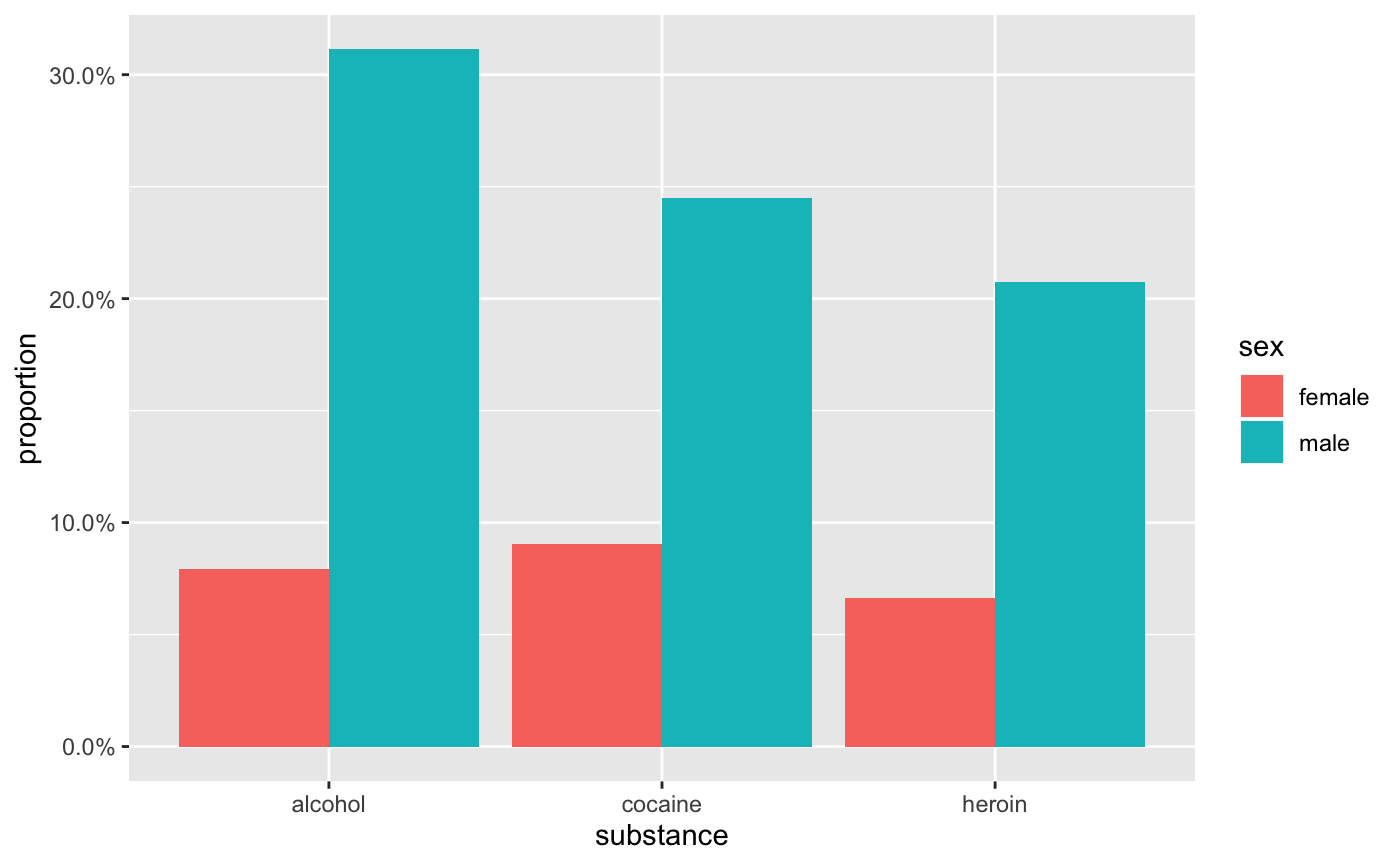 30.0%
20.0%
10.0%
0.0%
proportion
alcohol
cocaine
heroin
substance
sex
female
male